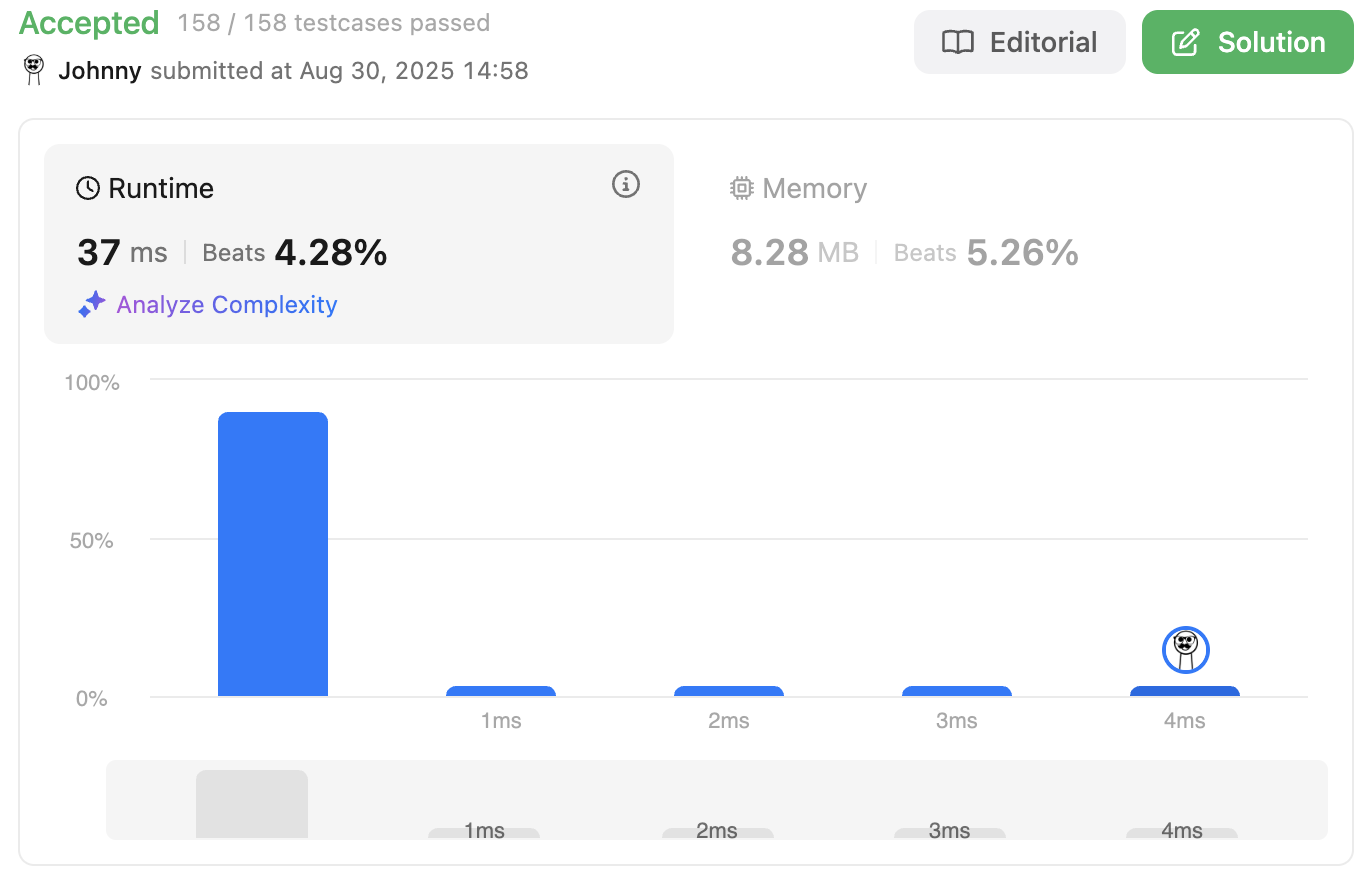 Accepted 158 / 158 testcases passed
Editorial
Solution
Johnny submitted at Aug 30, 2025 14:58
Runtime
Memory
37 ms Beats 4.28%
8.28 MB Beats 5.26%
Analyze Complexity
100%
50%
0%
1ms 2ms 3ms 4ms
1ms 2ms 3ms 4ms